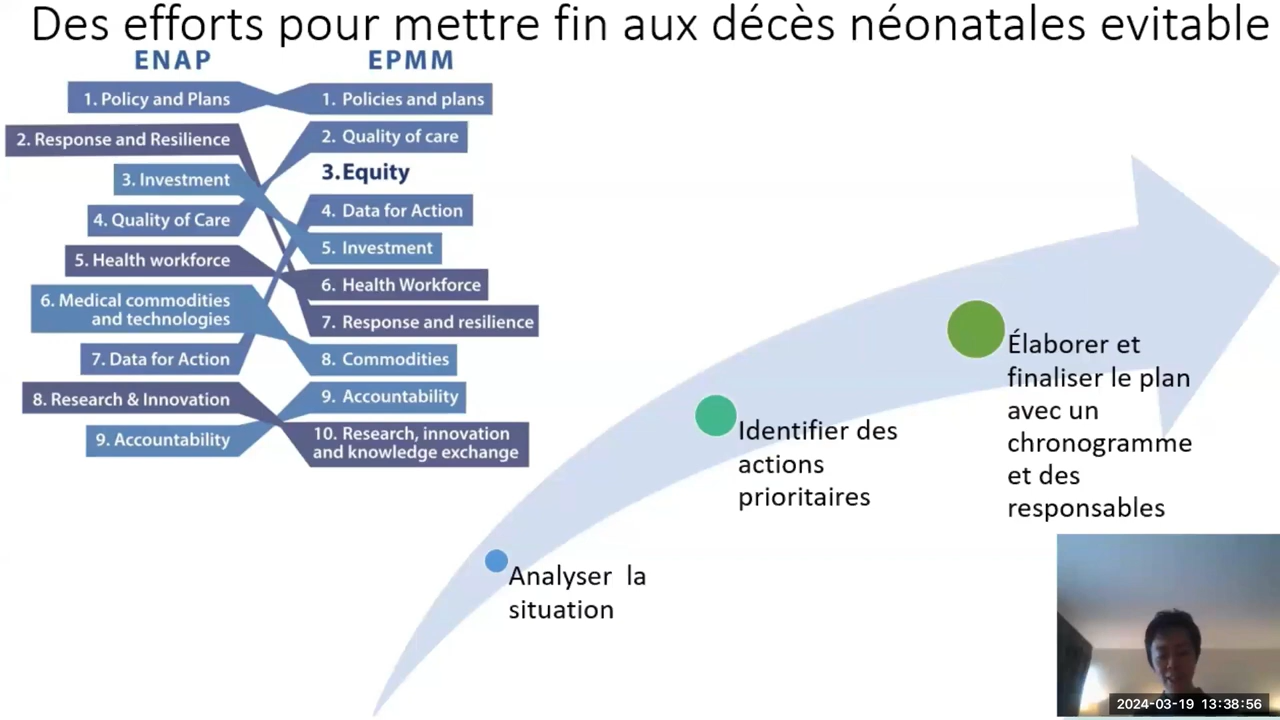 Des efforts pour mettre fin aux décès néonatales evitable
ENAP
1. Policy and Plans
2. Response and Resilience
3. Investment
4. Quality of Care
5. Health workforce
6. Medical commodities
and technologies
7. Data for Action
8. Research & Innovation
9. Accountability
EPMM
1. Policies and plans
2. Quality of care
3.Equity
4. Data for Action
5. Investment
6. Health Workforce
7. Response and resilience
8. Commodities
9. Accountability
10. Research, innovation
and knowledge exchange
Analyser la
situation
Identifier des
actions
prioritaires
Élaborer et
finaliser le plan
avec un
chronogramme
et des
responsables
2024-03-19 13:38:56